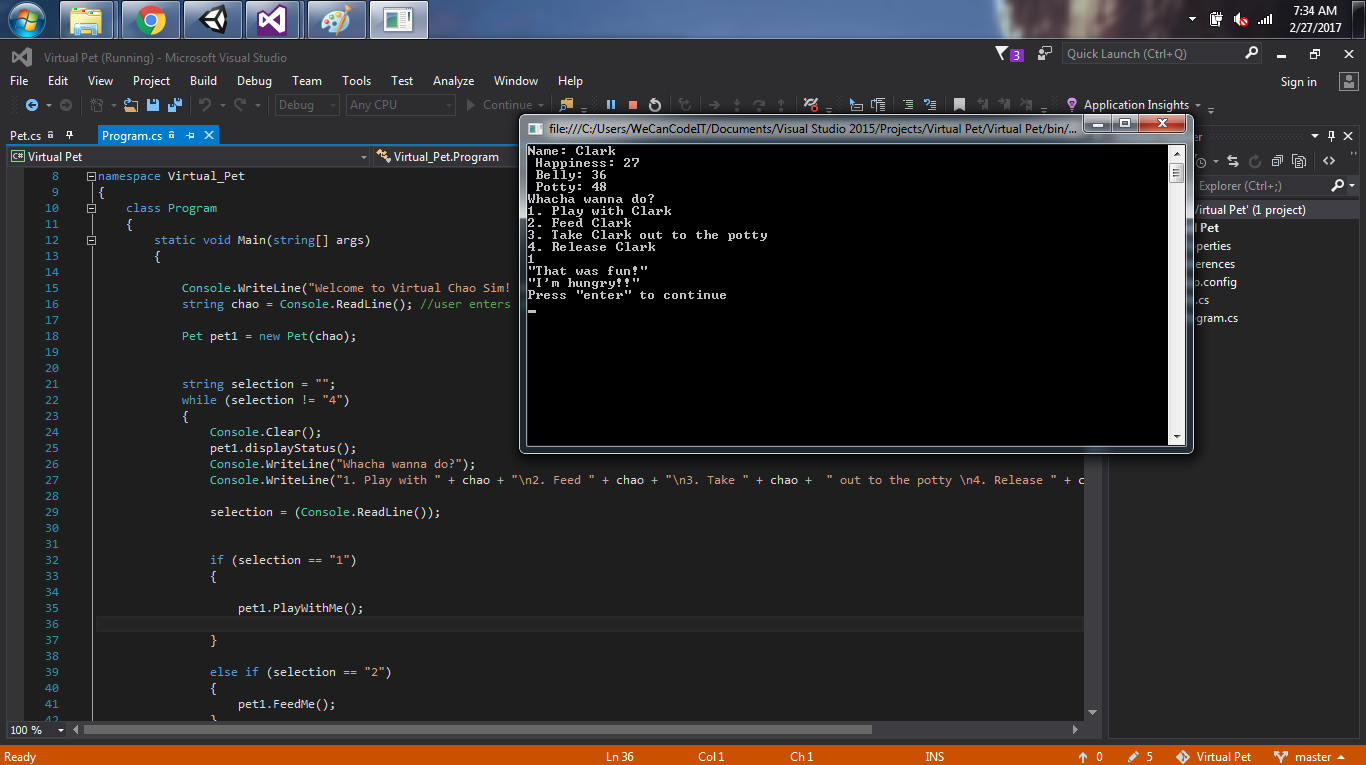 7:34 AM
2/27/2017
Virtual Pet (Running) - Microsoft Visual Studio
3
Quick Launch (Ctrl+Q)
File Edit View Project Build Debug Team Tools Test Analyze Window Help
Sign in
Debug Any CPU Continue Application Insights
Pet.cs Program.cs
Virtual Pet Virtual_Pet.Program
8 namespace Virtual_Pet
9 {
10 class Program
11 {
12 static void Main(string[] args)
13 {
14
15 Console.WriteLine("Welcome to Virtual Chao Sim!
16 string chao = Console.ReadLine(); //user enters
17
18 Pet pet1 = new Pet(chao);
19
20
21 string selection = "";
22 while (selection != "4")
23 {
24 Console.Clear();
25 pet1.displayStatus();
26 Console.WriteLine("Whacha wanna do?");
27 Console.WriteLine("1. Play with " + chao + "\n2. Feed " + chao + "\n3. Take " + chao +  " out to the potty \n4. Release " + c
28
29 selection = (Console.ReadLine());
30
31
32 if (selection == "1")
33 {
34
35 pet1.PlayWithMe();
36
37 }
38
39 else if (selection == "2")
40 {
41 pet1.FeedMe();
42 }
file:///C:/Users/WeCanCodeIT/Documents/Visual Studio 2015/Projects/Virtual Pet/Virtual Pet/bin/...
Name: Clark
Happiness: 27
Belly: 36
Potty: 48
Whacha wanna do?
1. Play with Clark
2. Feed Clark
3. Take Clark out to the potty
4. Release Clark
1
"That was fun!"
"I'm hungry!!"
Press "enter" to continue
er
Explorer (Ctrl+;)
Virtual Pet' (1 project)
l Pet
perties
erences
p.config
.cs
gram.cs
100 %
Ready Ln 36 Col 1 Ch 1 INS 0 5 Virtual Pet master